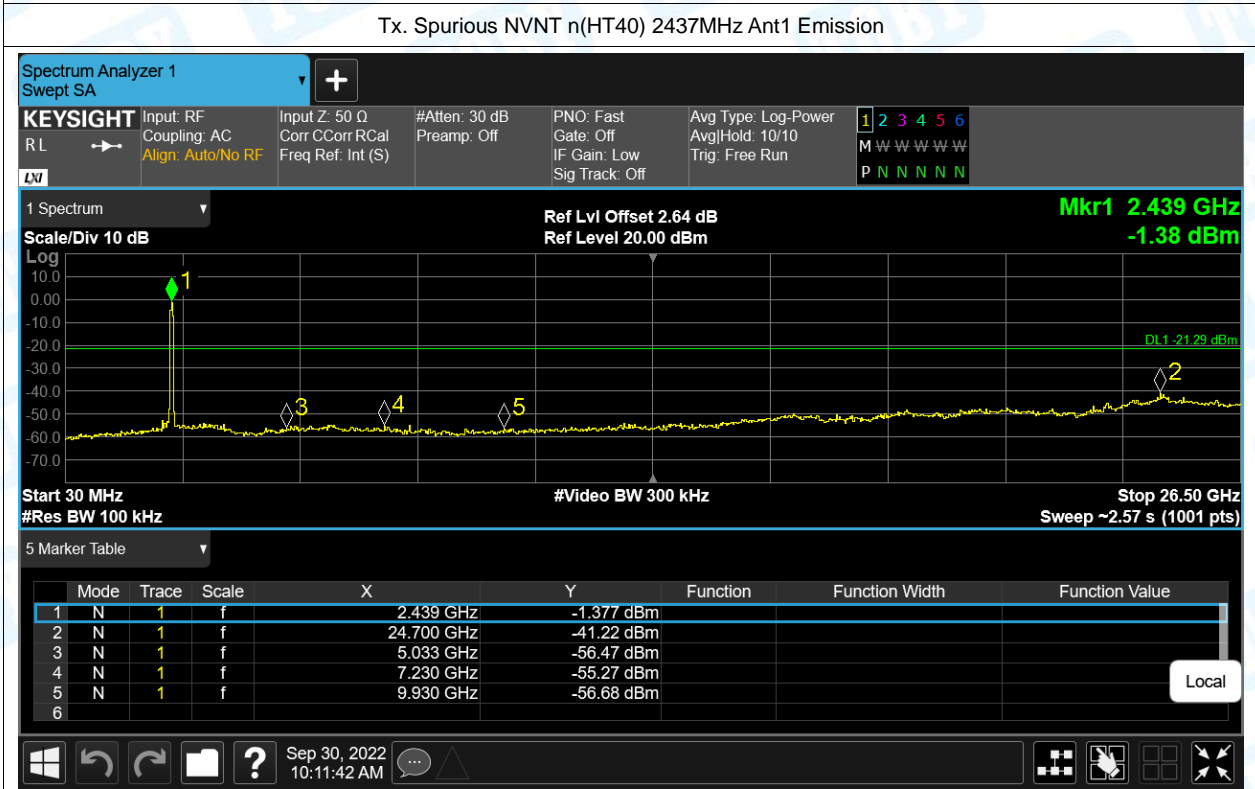 Tx. Spurious NVNT n(HT40) 2437MHz Ant1 Emission
Spectrum Analyzer 1
Swept SA
KEYSIGHT Input: RF Input Z: 50 Ω #Atten: 30 dB PNO: Fast Avg Type: Log-Power 1 2 3 4 5 6
RL Coupling: AC Corr CCorr RCal Preamp: Off Gate: Off Avg|Hold: 10/10 M W W W W W
Align: Auto/No RF Freq Ref: Int (S) IF Gain: Low Trig: Free Run
LXI Sig Track: Off P N N N N N
1 Spectrum Ref Lvl Offset 2.64 dB Mkr1 2.439 GHz
Scale/Div 10 dB Ref Level 20.00 dBm -1.38 dBm
Log
10.0
1
0.00
-10.0
-20.0 DL1 -21.29 dBm
-30.0
2
-40.0
3 4 5
-50.0
-60.0
-70.0
Start 30 MHz #Video BW 300 kHz Stop 26.50 GHz
#Res BW 100 kHz Sweep ~2.57 s (1001 pts)
5 Marker Table
Mode Trace Scale X Y Function Function Width Function Value
1 N 1 f 2.439 GHz -1.377 dBm
2 N 1 f 24.700 GHz -41.22 dBm
3 N 1 f 5.033 GHz -56.47 dBm
4 N 1 f 7.230 GHz -55.27 dBm
5 N 1 f 9.930 GHz -56.68 dBm
6
Local
? Sep 30, 2022
10:11:42 AM